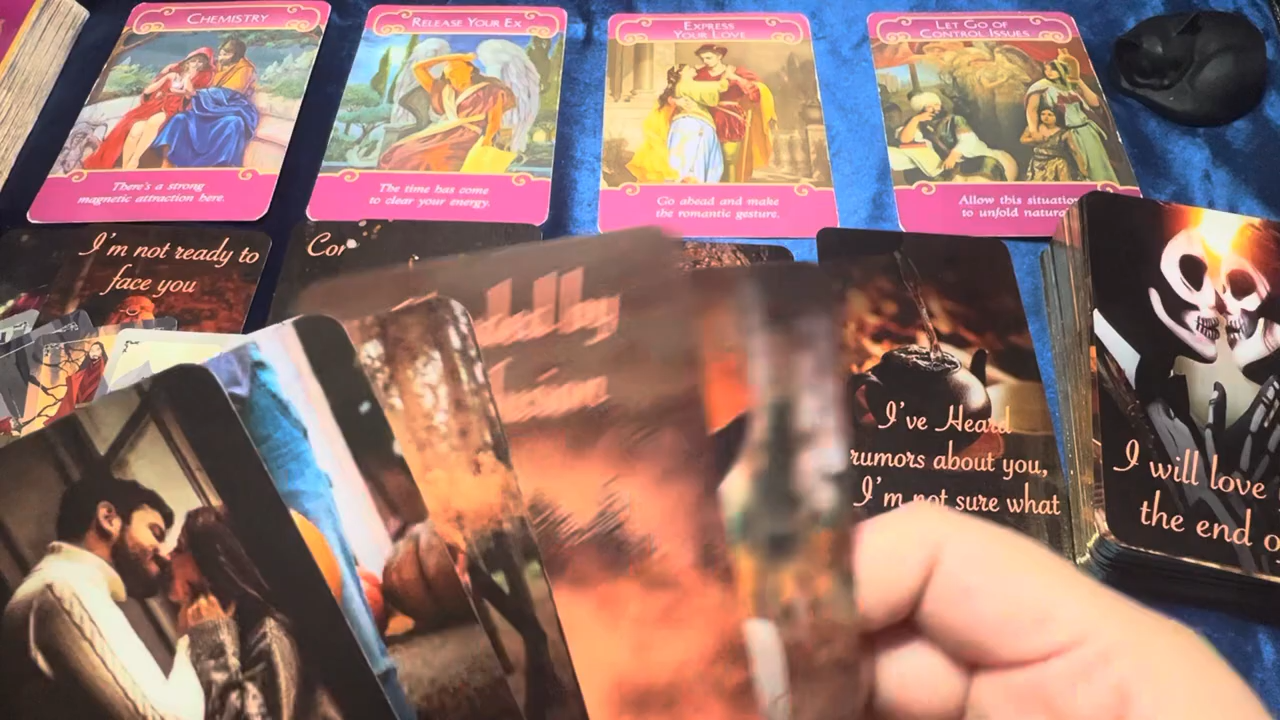 CHEMISTRY
There's a strong
magnetic attraction here.
RELEASE YOUR EX
The time has come
to clear your energy.
EXPRESS
YOUR LOVE
Go ahead and make
the romantic gesture.
LET GO OF
CONTROL ISSUES
Allow this situation
to unfold natura
I'm not ready to
face you
Con
by
I've Heard
rumors about you,
I'm not sure what
I will love
the end o